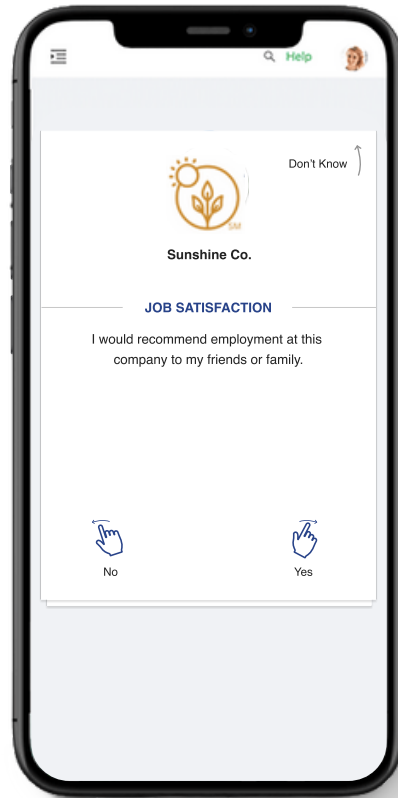 Help
Don't Know
SM
Sunshine Co.
JOB SATISFACTION
I would recommend employment at this
company to my friends or family.
No
Yes